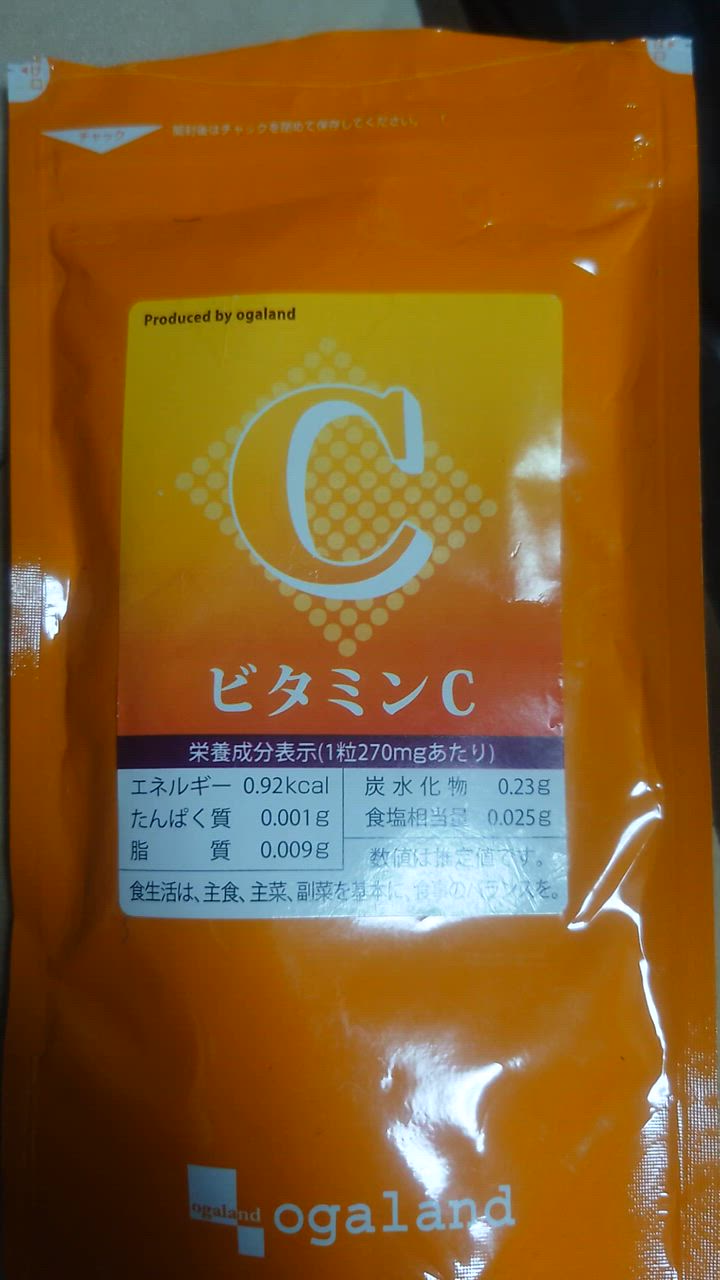 チャック
開封後はチャックを閉めて保存してください。
Produced by ogaland
C
ビタミンC
栄養成分表示(1粒270mgあたり)
エネルギー 0.92kcal
たんぱく質 0.001g
脂質 0.009g
炭水化物 0.23g
食塩相当量 0.025g
数値は推定値です。
食生活は、主食、主菜、副菜を基本に、食事のバランスを。
ogaland
ogaland